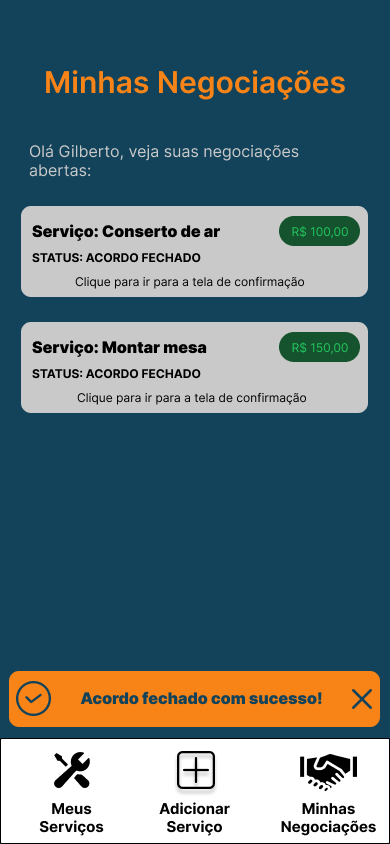 Minhas Negociações
Olá Gilberto, veja suas negociações
abertas:
Serviço: Conserto de ar
R$ 100,00
STATUS: ACORDO FECHADO
Clique para ir para a tela de confirmação
Serviço: Montar mesa
R$ 150,00
STATUS: ACORDO FECHADO
Clique para ir para a tela de confirmação
Acordo fechado com sucesso!
Meus
Serviços
Adicionar
Serviço
Minhas
Negociações